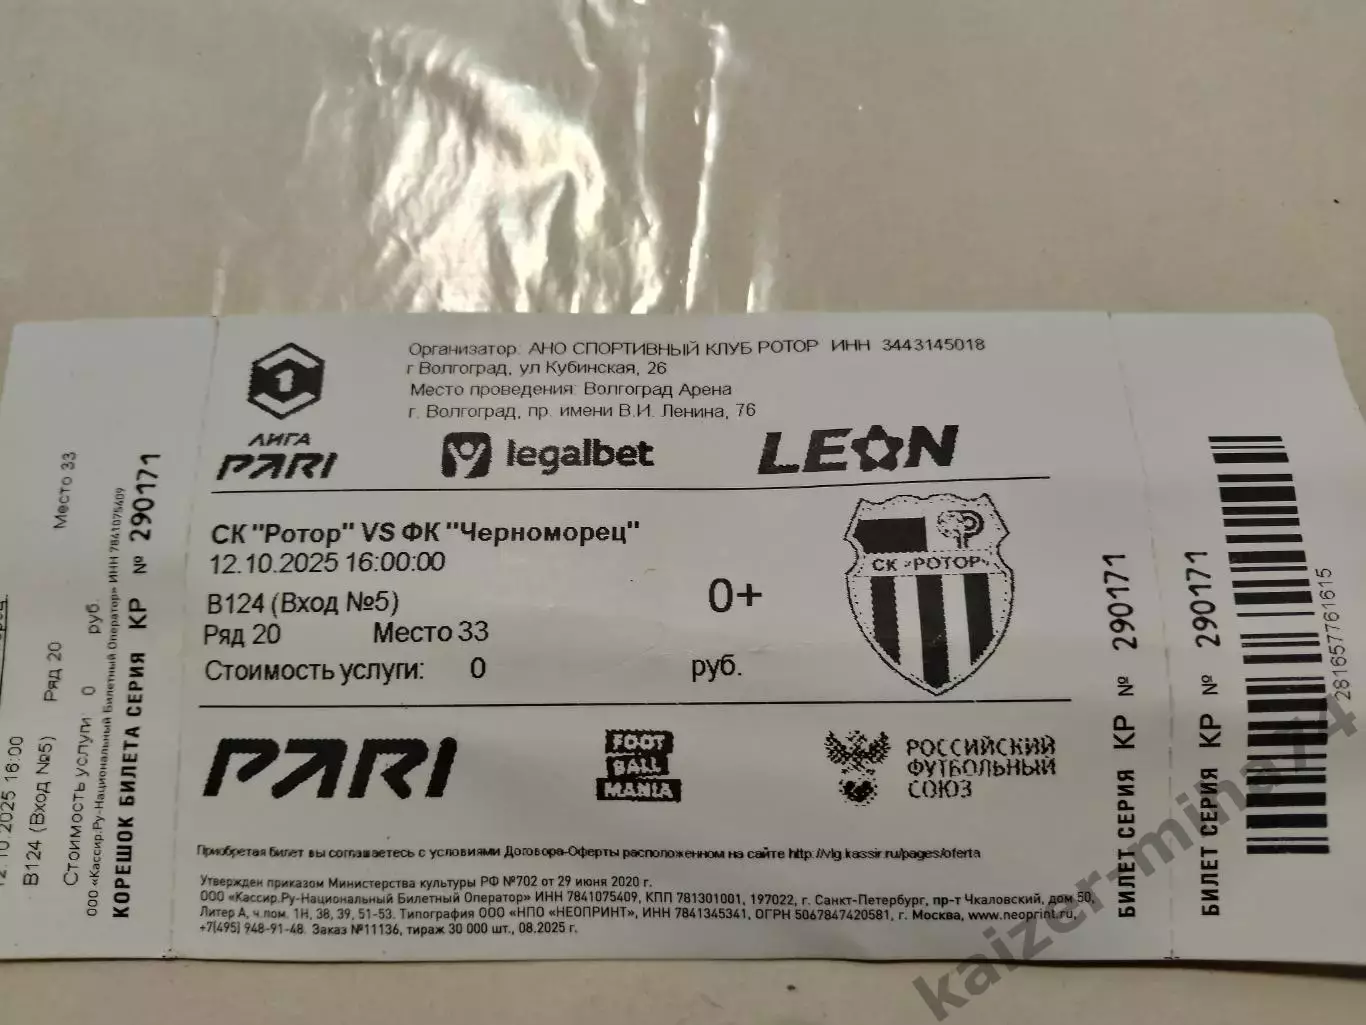 Организатор: АНО СПОРТИВНЫЙ КЛУБ РОТОР ИНН 3443145018
г Волгоград, ул Кубинская, 26
Место проведения: Волгоград Арена
г. Волгоград, пр. имени В.И. Ленина, 76
1
ЛИГА
PARI
legalbet
LEON
СК "Ротор" VS ФК "Черноморец"
12.10.2025 16:00:00
B124 (Вход №5)
Ряд 20 Место 33
Стоимость услуги: 0 руб.
0+
СК "РОТОР"
PARI
FOOT
BALL
MANIA
РОССИЙСКИЙ
ФУТБОЛЬНЫЙ
СОЮЗ
Приобретая Билет вы соглашаетесь с условиями Договора-Оферты расположенном на сайте http://vlg.kassir.ru/pages/oferta
Утвержден приказом Министерства культуры РФ №702 от 29 июня 2020 г.
ООО «Кассир.Ру-Национальный Билетный Оператор» ИНН 7841075409, КПП 781301001, 197022, г. Санкт-Петербург, пр-т Чкаловский, дом 50,
Литер А, ч.пом. 1Н, 38, 39, 51-53. Типография ООО «НПО «НЕОПРИНТ», ИНН 7841345341, ОГРН 5067847420581, г. Москва, www.neoprint.ru,
+7(495) 948-91-48. Заказ №11136, тираж 30 000 шт., 08.2025 г.
12.10.2025 16:00
B124 (Вход №5) Ряд 20 Место 33
Стоимость услуги: 0 руб.
ООО «Кассир.Ру-Национальный Билетный Оператор» ИНН 7841075409
КОРЕШОК БИЛЕТА СЕРИЯ КР № 290171
БИЛЕТ СЕРИЯ КР № 290171
БИЛЕТ СЕРИЯ КР № 290171
281657761615
kaizer-mina74